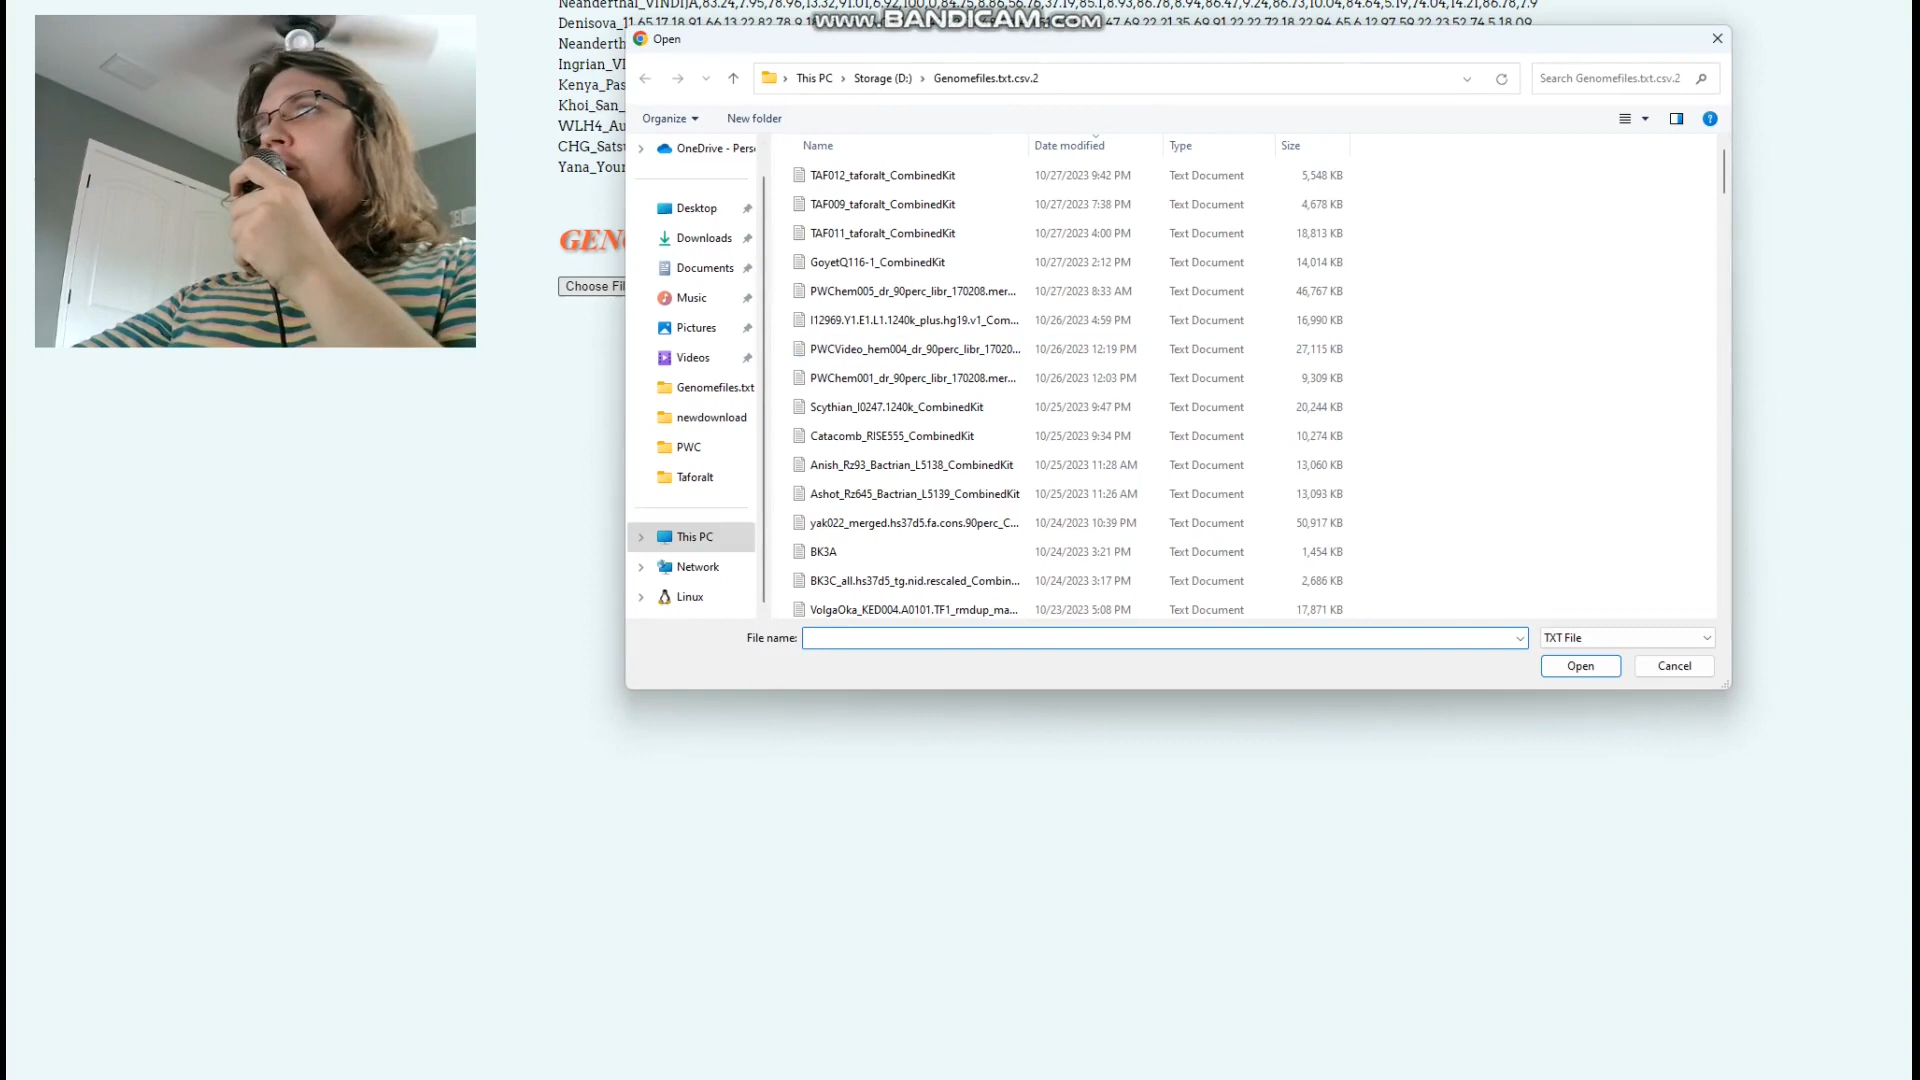 www.BANDICAM.com
Open
This PC
Storage (D:)
Genomefiles.txt.csv.2
Search Genomefiles.txt.csv.2
Organize
New folder
Name Date modified Type Size
OneDrive - Pers
Desktop
Downloads
Documents
Music
Pictures
Videos
Genomefiles.txt
newdownload
PWC
Taforalt
This PC
Network
Linux
TAF012_taforalt_CombinedKit 10/27/2023 9:42 PM Text Document 5,548 KB
TAF009_taforalt_CombinedKit 10/27/2023 7:38 PM Text Document 4,678 KB
TAF011_taforalt_CombinedKit 10/27/2023 4:00 PM Text Document 18,813 KB
GoyetQ116-1_CombinedKit 10/27/2023 2:12 PM Text Document 14,014 KB
PWChem005_dr_90perc_libr_170208.mer... 10/27/2023 8:33 AM Text Document 46,767 KB
I12969.Y1.E1.L1.1240k_plus.hg19.v1_Com... 10/26/2023 4:59 PM Text Document 16,990 KB
PWCVideo_hem004_dr_90perc_libr_17020... 10/26/2023 12:19 PM Text Document 27,115 KB
PWChem001_dr_90perc_libr_170208.mer... 10/26/2023 12:03 PM Text Document 9,309 KB
Scythian_I0247.1240k_CombinedKit 10/25/2023 9:47 PM Text Document 20,244 KB
Catacomb_RISE555_CombinedKit 10/25/2023 9:34 PM Text Document 10,274 KB
Anish_Rz93_Bactrian_L5138_CombinedKit 10/25/2023 11:28 AM Text Document 13,060 KB
Ashot_Rz645_Bactrian_L5139_CombinedKit 10/25/2023 11:26 AM Text Document 13,093 KB
yak022_merged.hs37d5.fa.cons.90perc_C... 10/24/2023 10:39 PM Text Document 50,917 KB
BK3A 10/24/2023 3:21 PM Text Document 1,454 KB
BK3C_all.hs37d5_tg.nid.rescaled_Combin... 10/24/2023 3:17 PM Text Document 2,686 KB
VolgaOka_KED004.A0101.TF1_rmdup_ma... 10/23/2023 5:08 PM Text Document 17,871 KB
File name:
TXT File
Open
Cancel
Neanderth
Ingrian_VI
Kenya_Pas
Khoi_San_
WLH4_Au
CHG_Sats
Yana_Your
GEN
Choose Fil